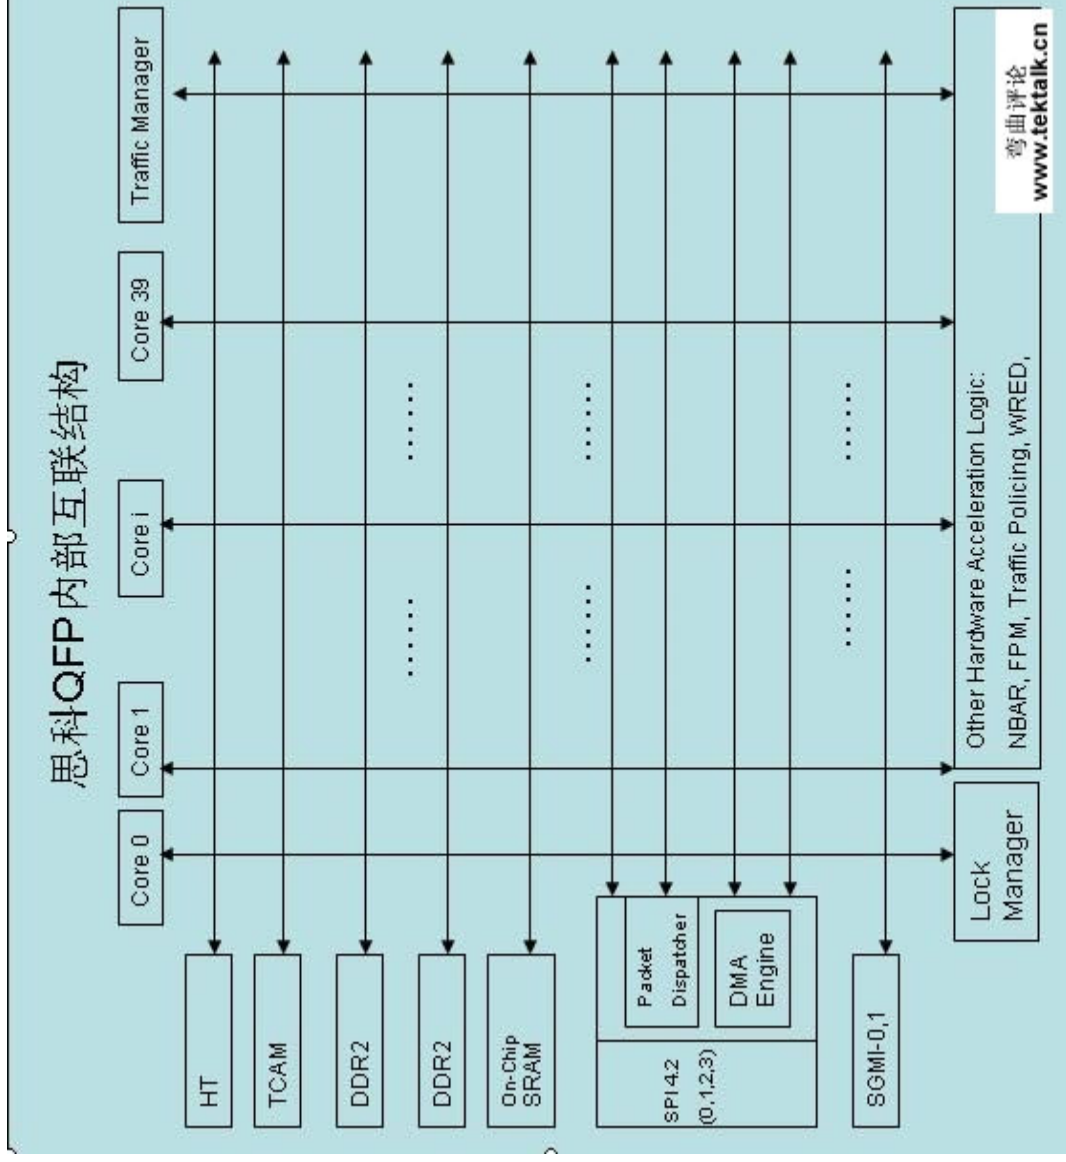 思科QFP内部互联结构
Core 0
Core 1
Core i
Core 39
Traffic Manager
HT
TCAM
DDR2
DDR2
On-Chip
SRAM
SPI 4.2
(0,1,2,3)
Packet
Dispatcher
DMA
Engine
SGMI-0,1
Lock
Manager
Other Hardware Acceleration Logic:
NBAR, FPM, Traffic Policing, WRED,
弯曲评论
www.tektalk.cn